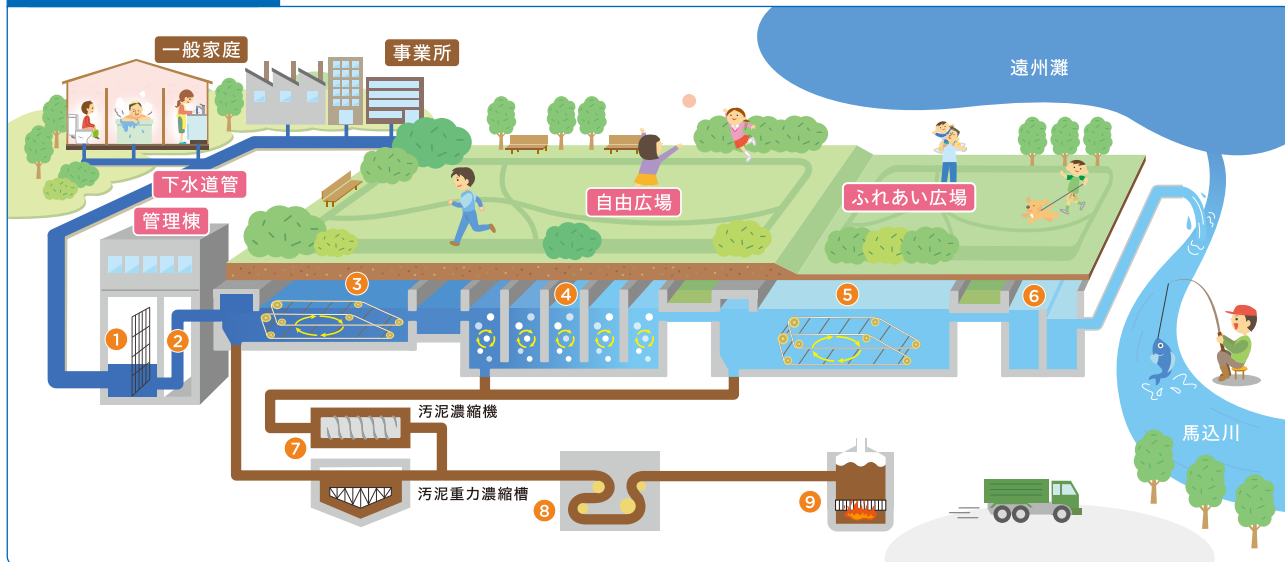 一般家庭
事業所
遠州灘
下水道管
管理棟
自由広場
ふれあい広場
1
2
3
4
5
6
馬込川
汚泥濃縮機
7
汚泥重力濃縮槽
8
9